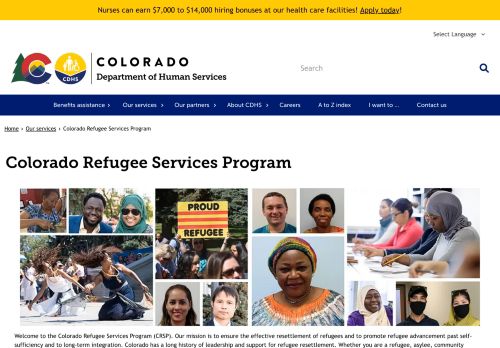 Nurses can earn $7,000 to $14,000 hiring bonuses at our health care facilities! Apply today!
Select Language
COLORADO
Department of Human Services
CDHS
Search
Benefits assistance
Our services
Our partners
About CDHS
Careers
A to Z index
I want to ...
Contact us
Home › Our services › Colorado Refugee Services Program
Colorado Refugee Services Program
PROUD
REFUGEE
Welcome to the Colorado Refugee Services Program (CRSP). Our mission is to ensure the effective resettlement of refugees and to promote refugee advancement past self-
sufficiency and to long-term integration. Colorado has a long history of leadership and support for refugee resettlement. Whether you are a refugee, asylee, community